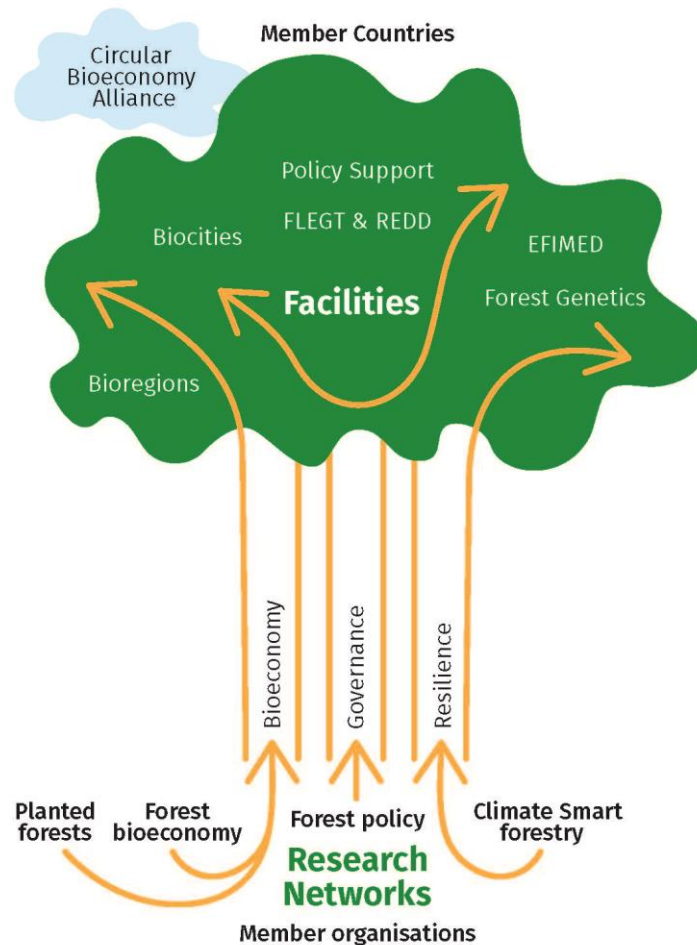 Member Countries
Circular
Bioeconomy
Alliance
Policy Support
FLEGT & REDD
Biocities
EFIMED
Facilities
Forest Genetics
Bioregions
Bioeconomy
Governance
Resilience
Planted
forests
Forest
bioeconomy
Forest policy
Climate Smart
forestry
Research
Networks
Member organisations